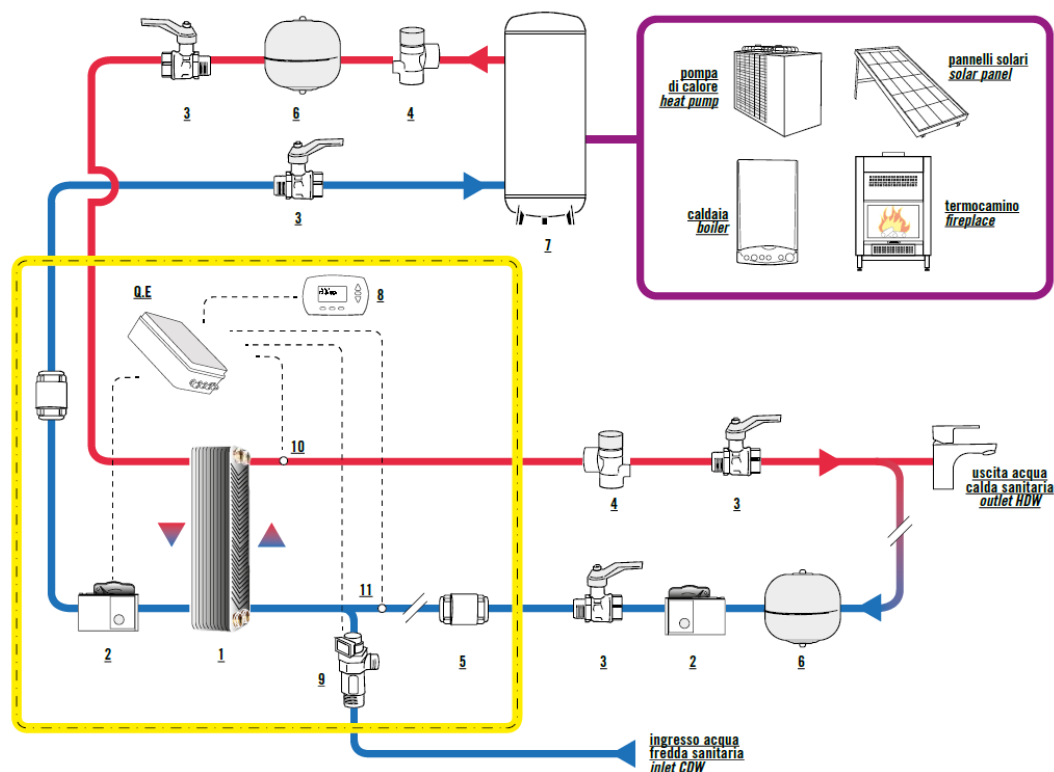 pompa
di calore
heat pump
pannelli solari
solar panel
3
6
4
3
7
caldaia
boiler
termocamino
fireplace
Q.E
8
10
4
3
uscita acqua
calda sanitaria
outlet HDW
11
2
1
9
5
3
2
6
ingresso acqua
fredda sanitaria
inlet CDW